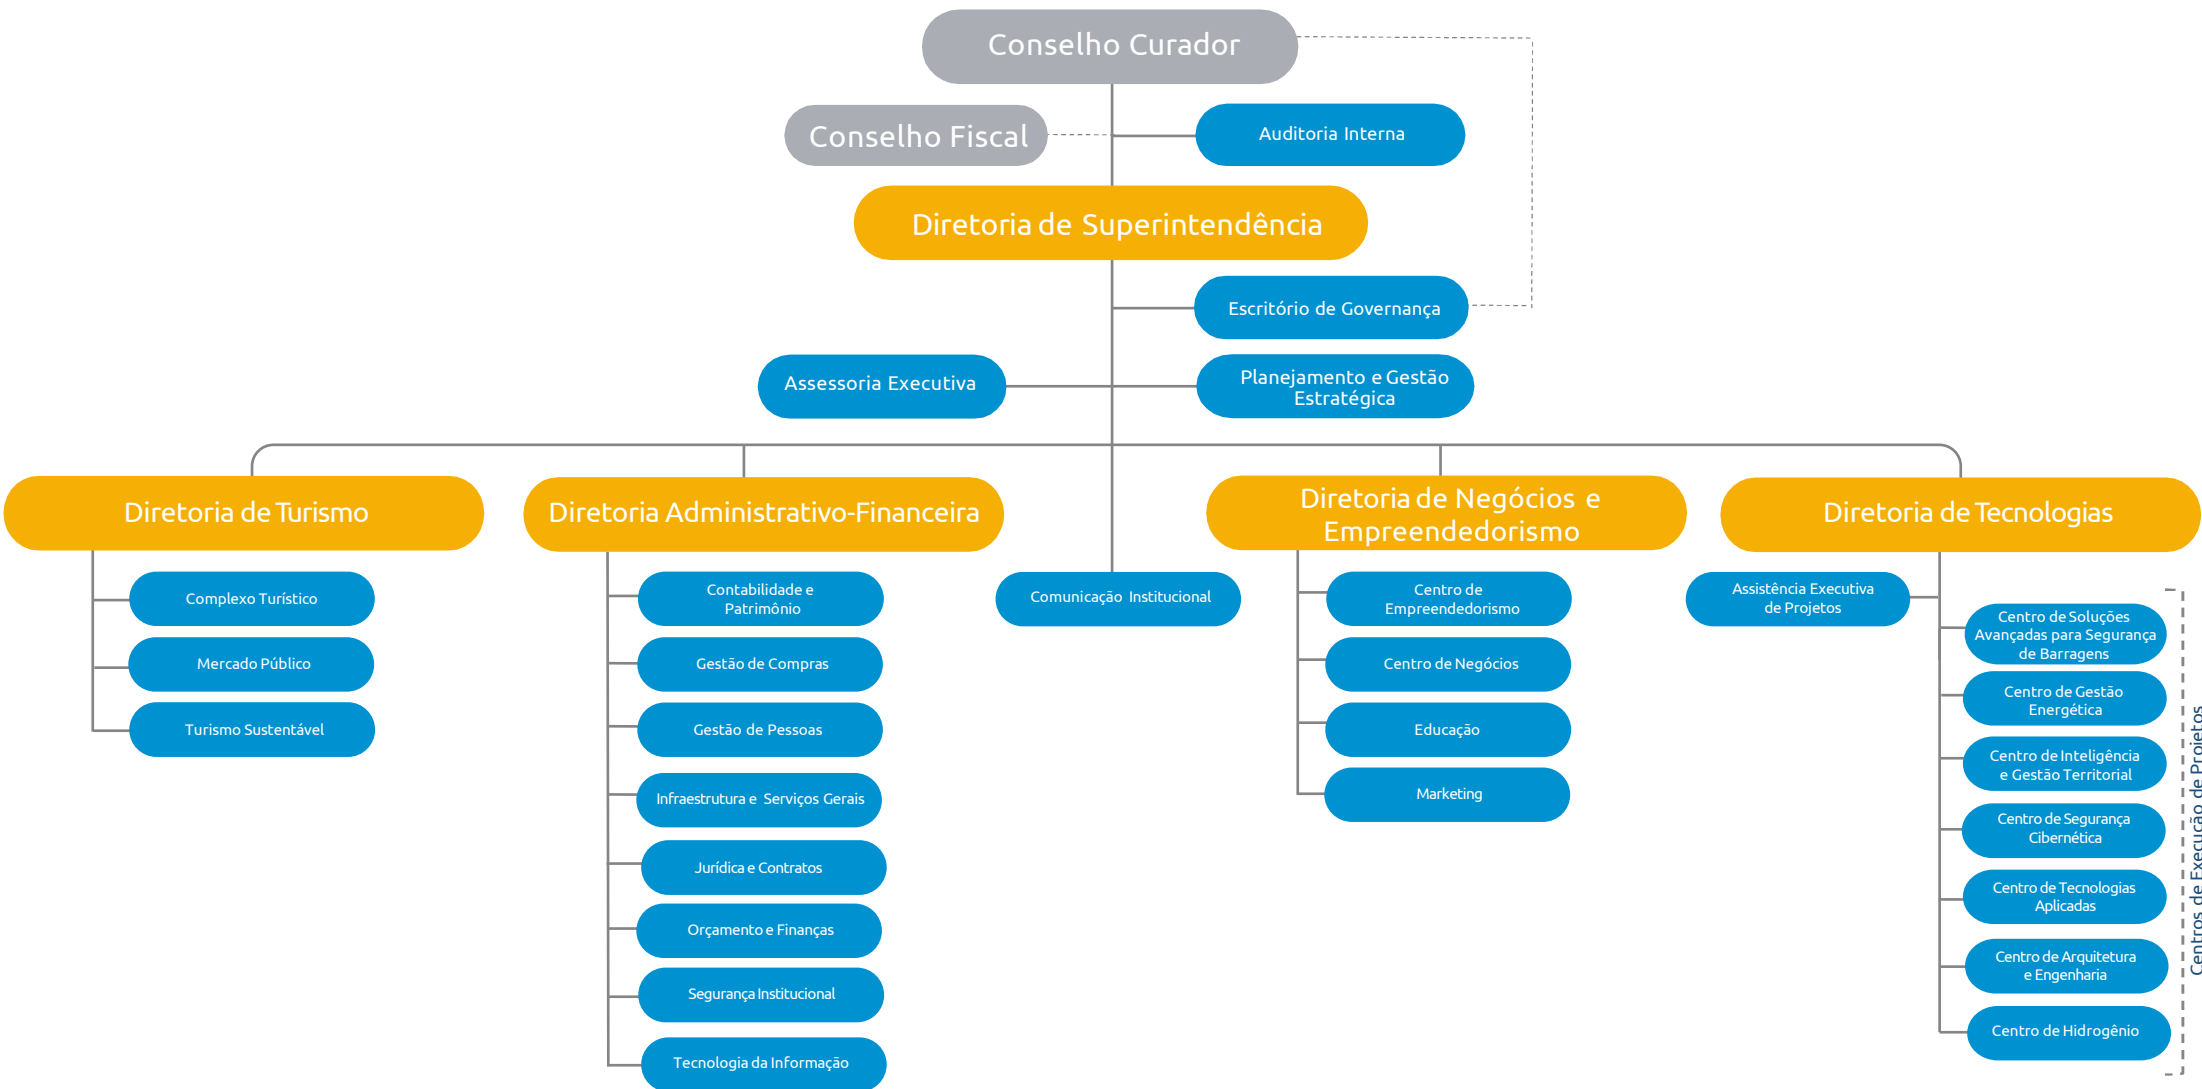 Conselho Curador
Conselho Fiscal
Auditoria Interna
Diretoria de Superintendência
Escritório de Governança
Assessoria Executiva
Planejamento e Gestão
Estratégica
Diretoria de Turismo
Complexo Turístico
Mercado Público
Turismo Sustentável
Diretoria Administrativo-Financeira
Contabilidade e
Patrimônio
Gestão de Compras
Gestão de Pessoas
Infraestrutura e Serviços Gerais
Jurídica e Contratos
Orçamento e Finanças
Segurança Institucional
Tecnologia da Informação
Comunicação Institucional
Diretoria de Negócios e
Empreendedorismo
Centro de
Empreendedorismo
Centro de Negócios
Educação
Marketing
Diretoria de Tecnologias
Assistência Executiva
de Projetos
Centro de Soluções
Avançadas para Segurança
de Barragens
Centro de Gestão
Energética
Centro de Inteligência
e Gestão Territorial
Centro de Segurança
Cibernética
Centro de Tecnologias
Aplicadas
Centro de Arquitetura
e Engenharia
Centro de Hidrogênio
Centros de Execução de Projetos